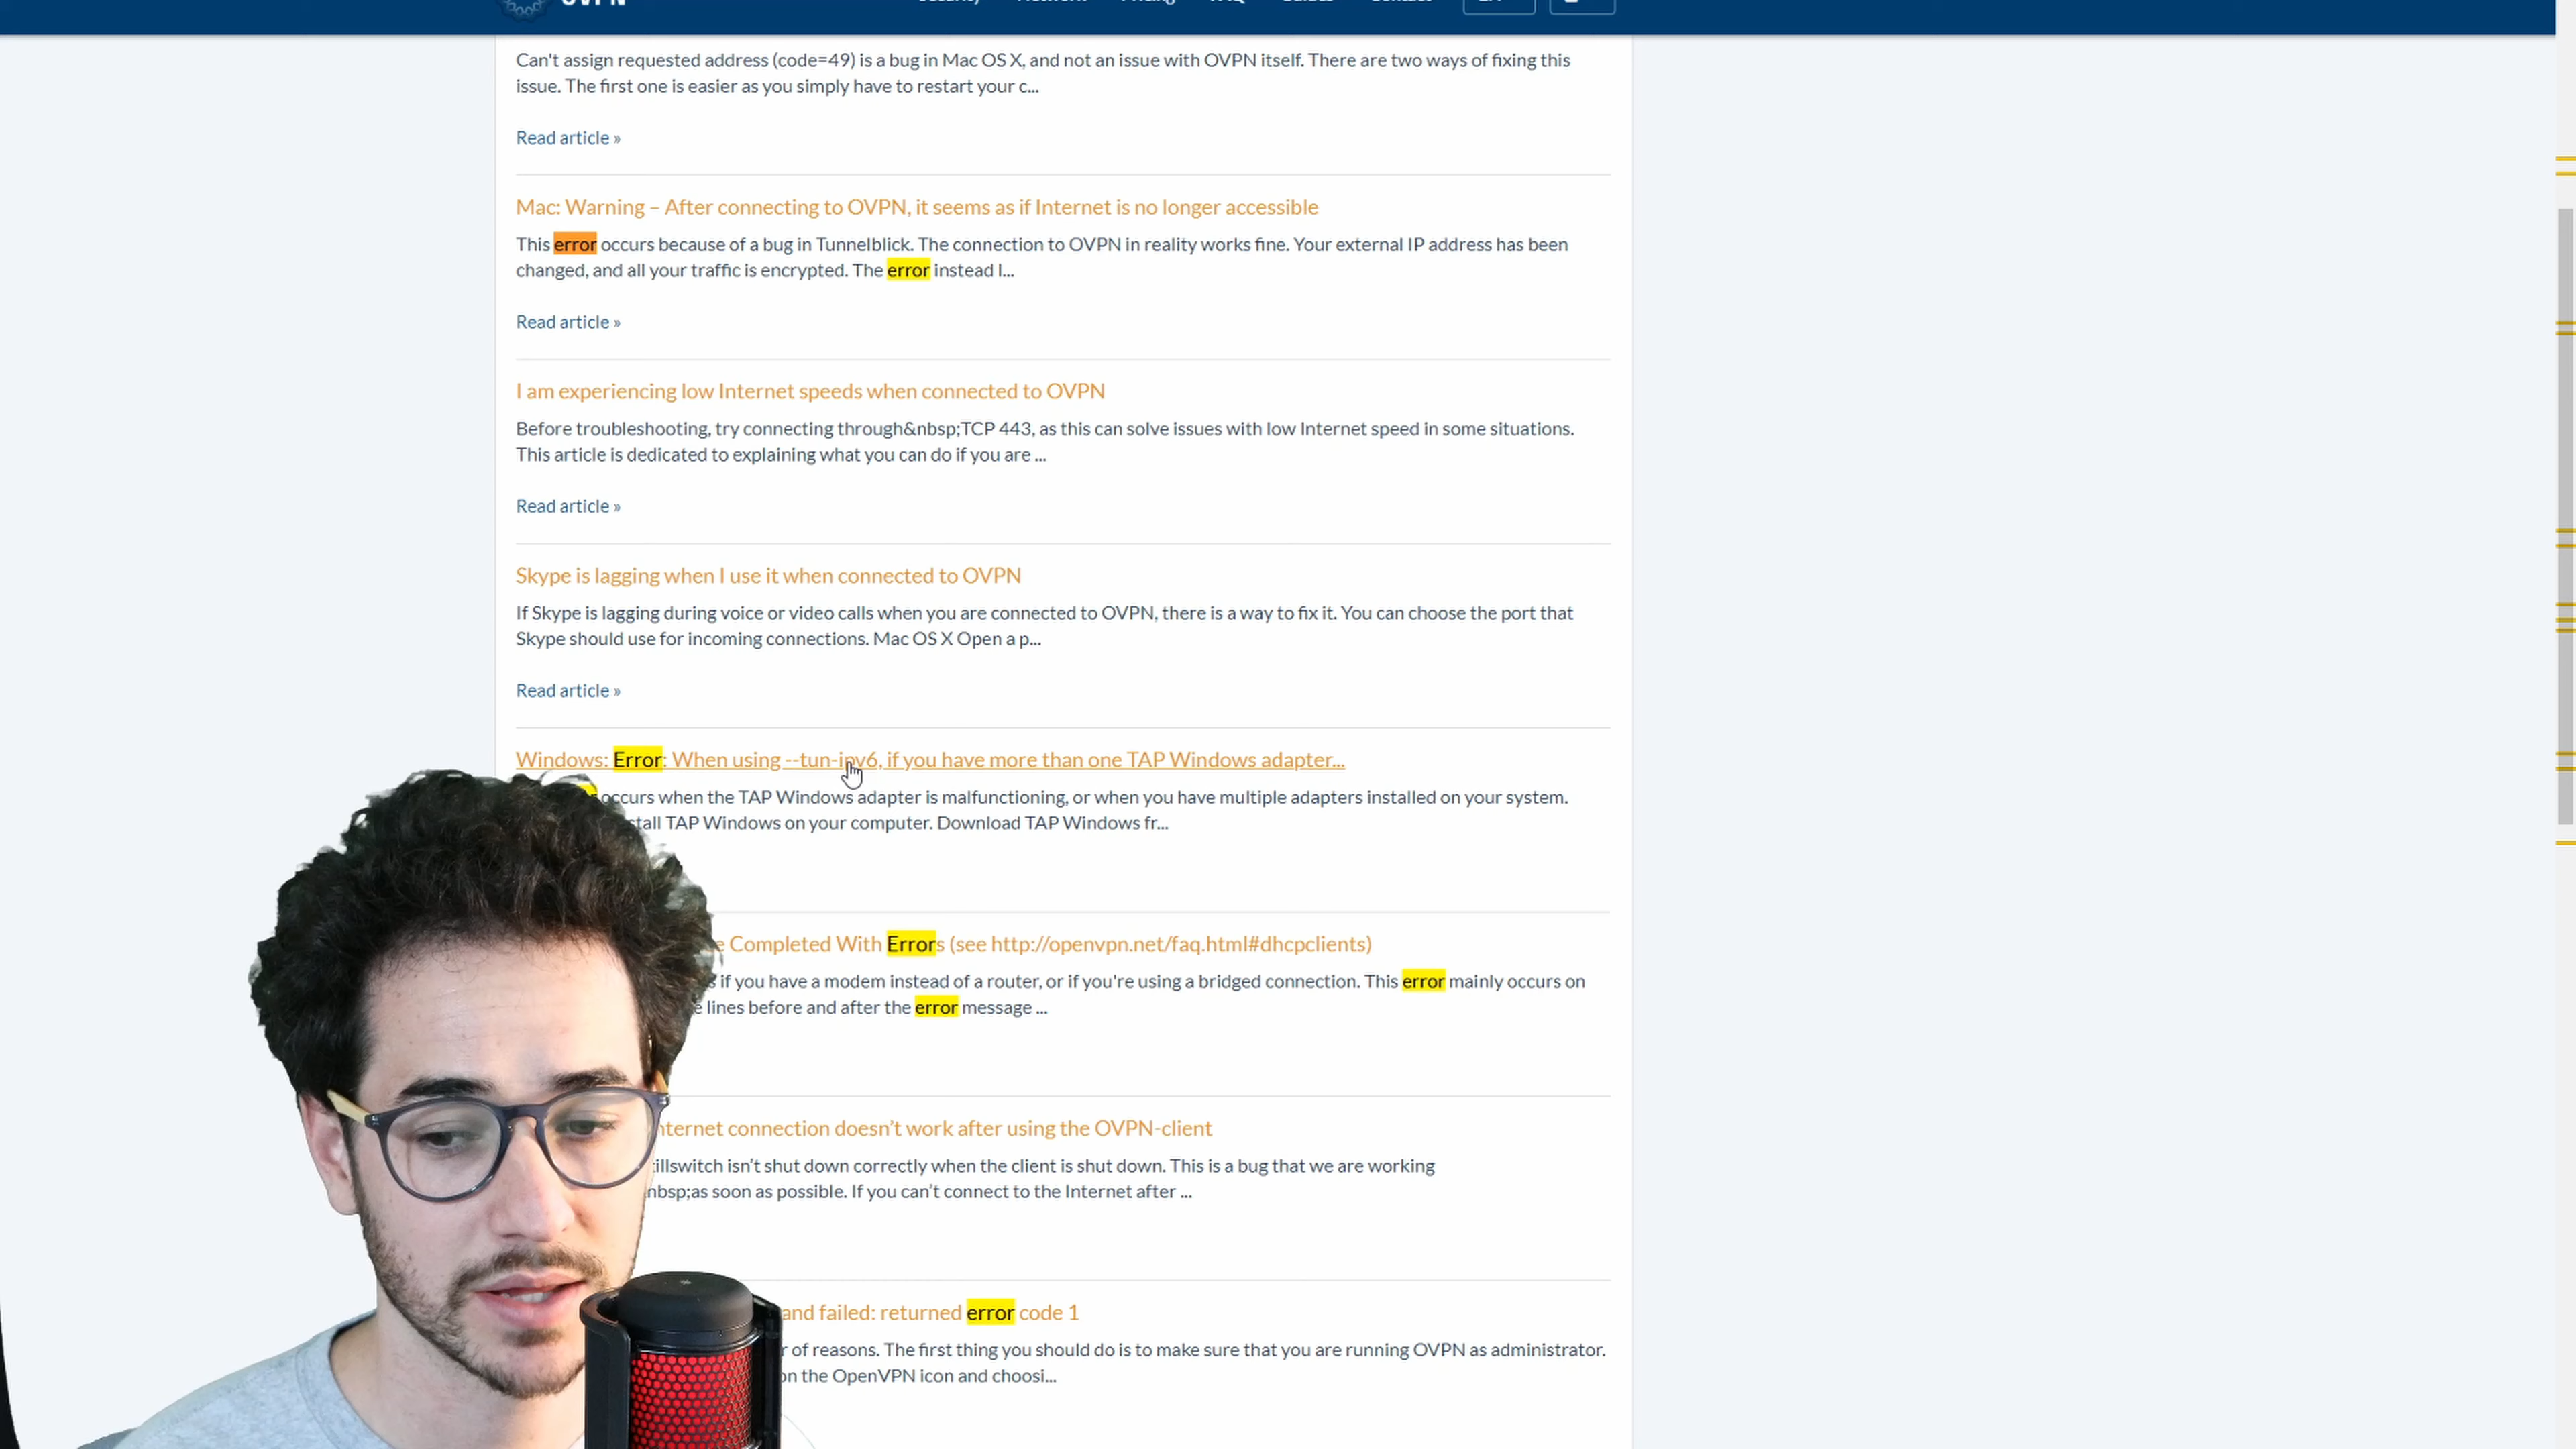 OVPN
Can't assign requested address (code=49) is a bug in Mac OS X, and not an issue with OVPN itself. There are two ways of fixing this
issue. The first one is easier as you simply have to restart your c...
Read article »
Mac: Warning – After connecting to OVPN, it seems as if Internet is no longer accessible
This error occurs because of a bug in Tunnelblick. The connection to OVPN in reality works fine. Your external IP address has been
changed, and all your traffic is encrypted. The error instead l...
Read article »
I am experiencing low Internet speeds when connected to OVPN
Before troubleshooting, try connecting through&nbsp;TCP 443, as this can solve issues with low Internet speed in some situations.
This article is dedicated to explaining what you can do if you are ...
Read article »
Skype is lagging when I use it when connected to OVPN
If Skype is lagging during voice or video calls when you are connected to OVPN, there is a way to fix it. You can choose the port that
Skype should use for incoming connections. Mac OS X Open a p...
Read article »
Windows: Error: When using --tun-ipv6, if you have more than one TAP Windows adapter...
occurs when the TAP Windows adapter is malfunctioning, or when you have multiple adapters installed on your system.
TAP Windows on your computer. Download TAP Windows fr...
Completed With Errors (see http://openvpn.net/faq.html#dhcpclients)
if you have a modem instead of a router, or if you're using a bridged connection. This error mainly occurs on
lines before and after the error message ...
nternet connection doesn't work after using the OVPN-client
illswitch isn't shut down correctly when the client is shut down. This is a bug that we are working
nbsp;as soon as possible. If you can't connect to the Internet after ...
and failed: returned error code 1
of reasons. The first thing you should do is to make sure that you are running OVPN as administrator.
on the OpenVPN icon and choosi...